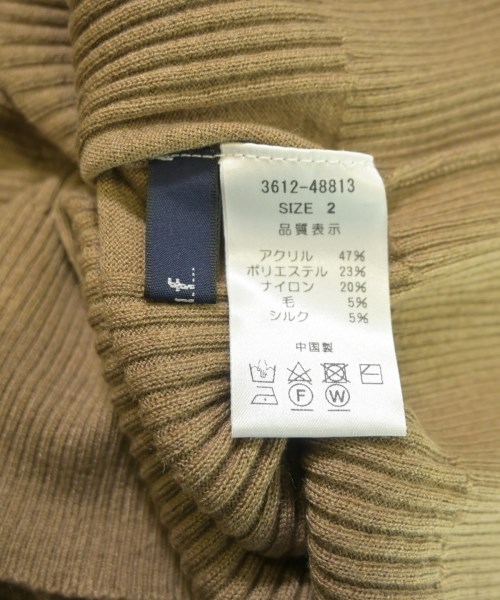 3612-48813
SIZE 2
品質表示
アクリル 47%
ポリエステル 23%
ナイロン 20%
毛 5%
シルク 5%
中国製
F W